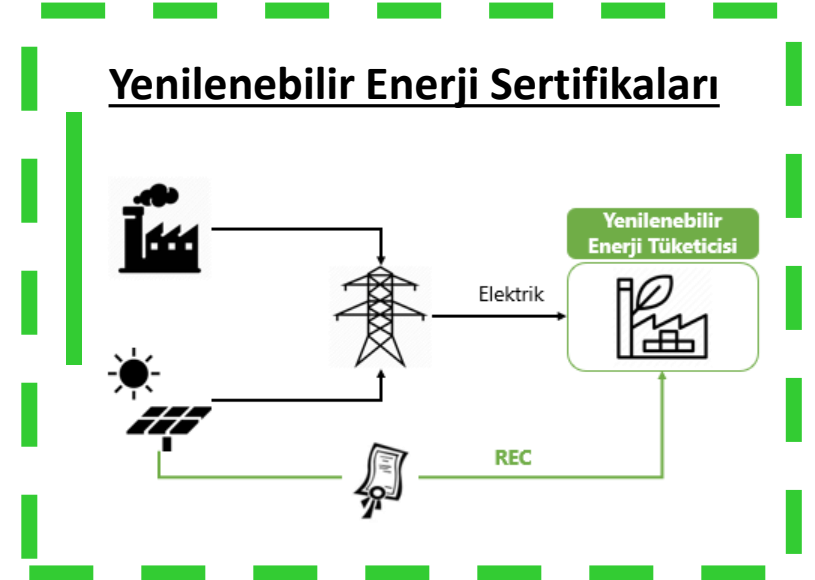 Yenilenebilir Enerji Sertifikaları
Yenilenebilir
Enerji Tüketicisi
Elektrik
REC